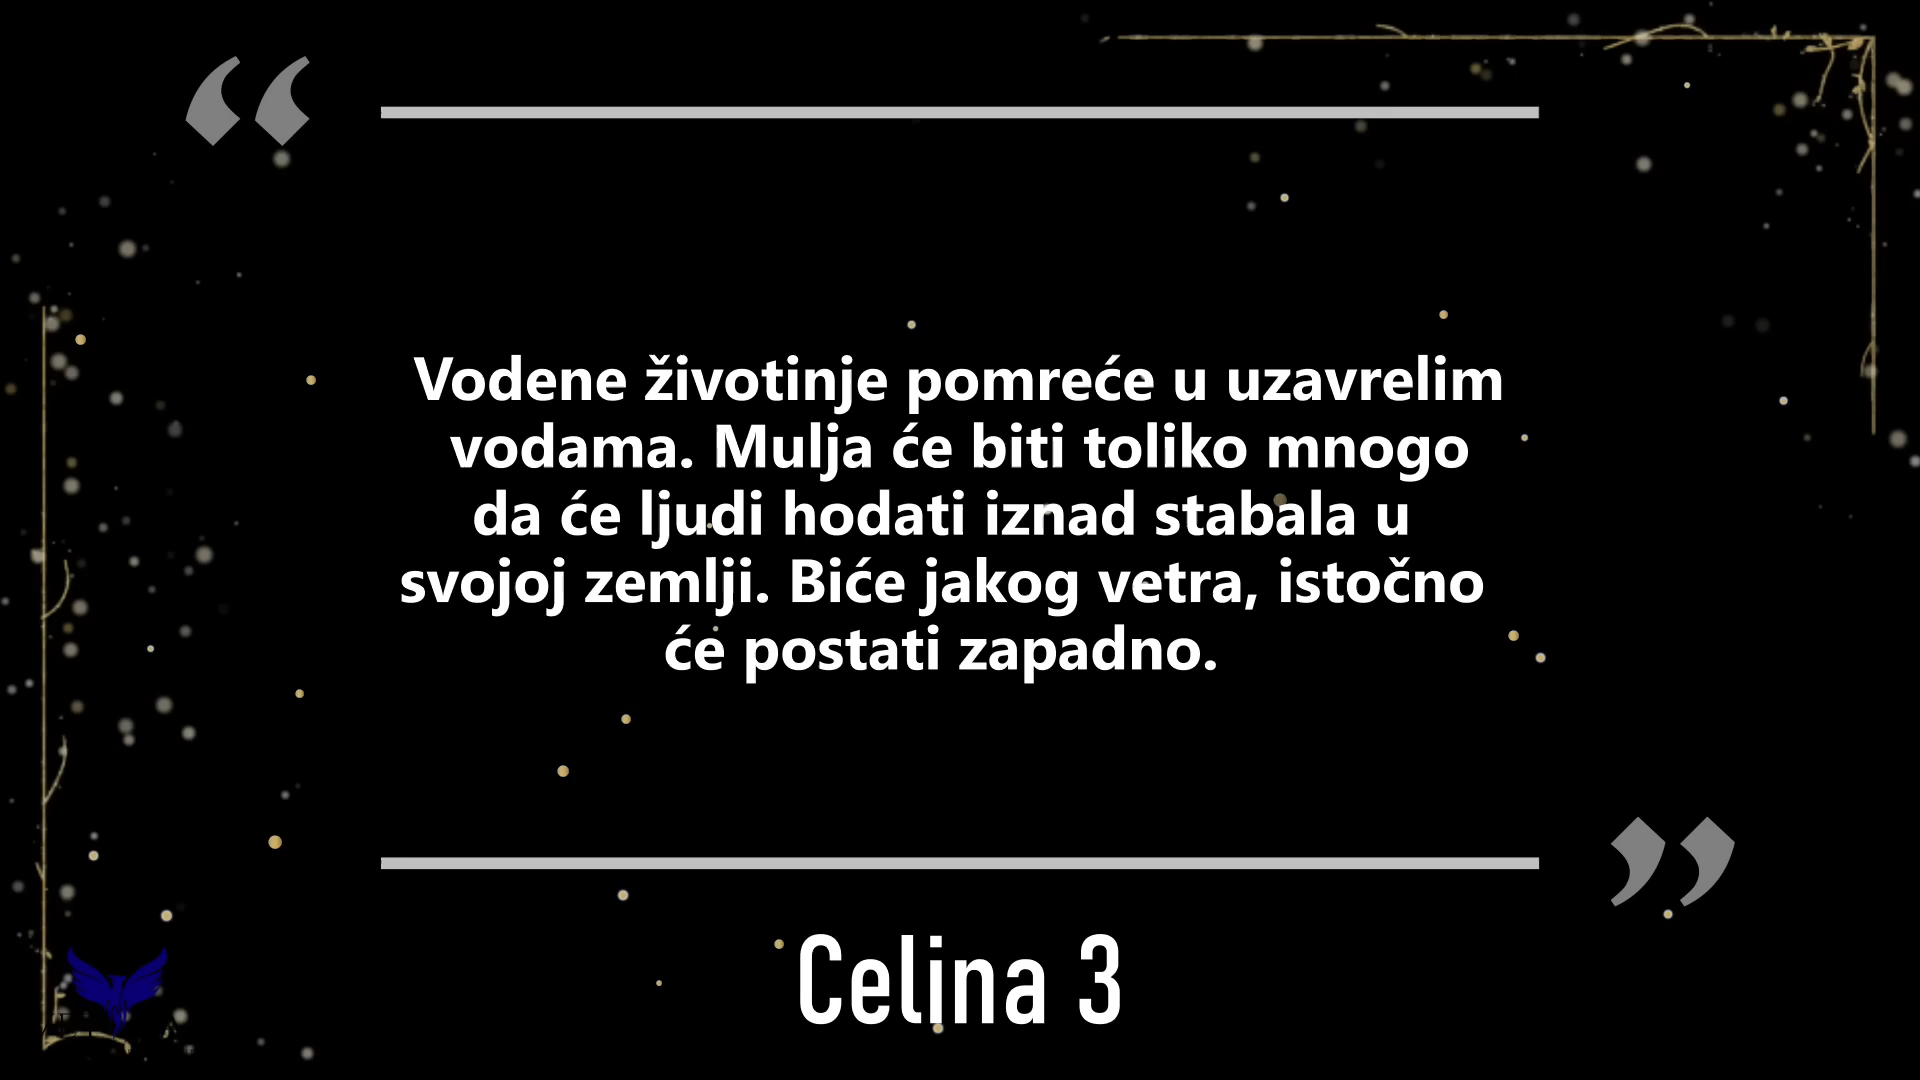 “
Vodene životinje pomreće u uzavrelim
vodama. Mulja će biti toliko mnogo
da će ljudi hodati iznad stabala u
svojoj zemlji. Biće jakog vetra, istočno
će postati zapadno.
”
Celina 3